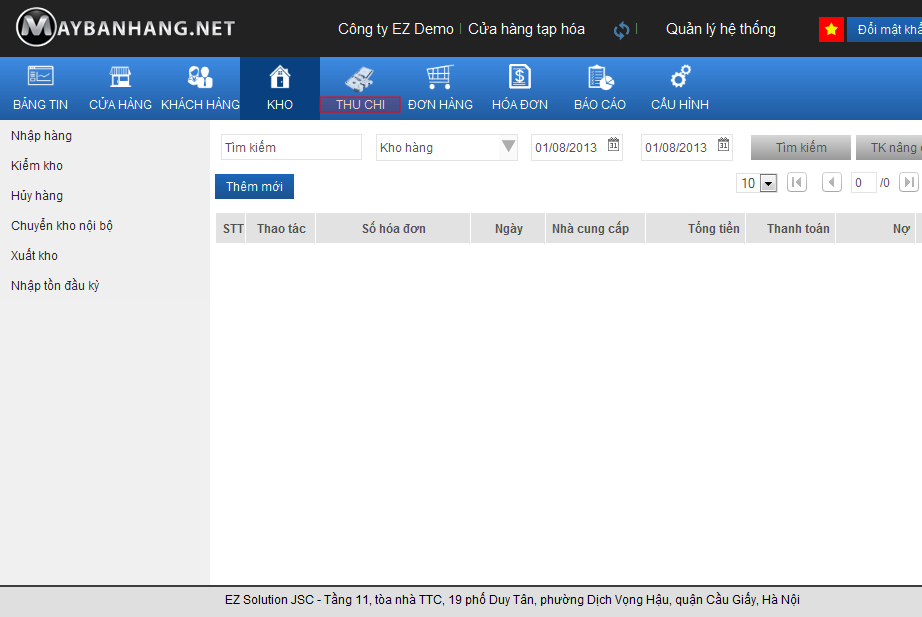 MAYBANHANG.NET
Công ty EZ Demo | Cửa hàng tạp hóa | Quản lý hệ thống Đổi mật khẩ
BẢNG TIN CỬA HÀNG KHÁCH HÀNG KHO THU CHI ĐƠN HÀNG HÓA ĐƠN BÁO CÁO CẤU HÌNH
Nhập hàng
Kiểm kho
Hủy hàng
Chuyển kho nội bộ
Xuất kho
Nhập tồn đầu kỳ
Tìm kiếm Kho hàng 01/08/2013 31 01/08/2013 31 Tìm kiếm TK nâng
Thêm mới 10 0 /0
STT Thao tác Số hóa đơn Ngày Nhà cung cấp Tổng tiền Thanh toán Nợ
EZ Solution JSC - Tầng 11, tòa nhà TTC, 19 phố Duy Tân, phường Dịch Vọng Hậu, quận Cầu Giấy, Hà Nội